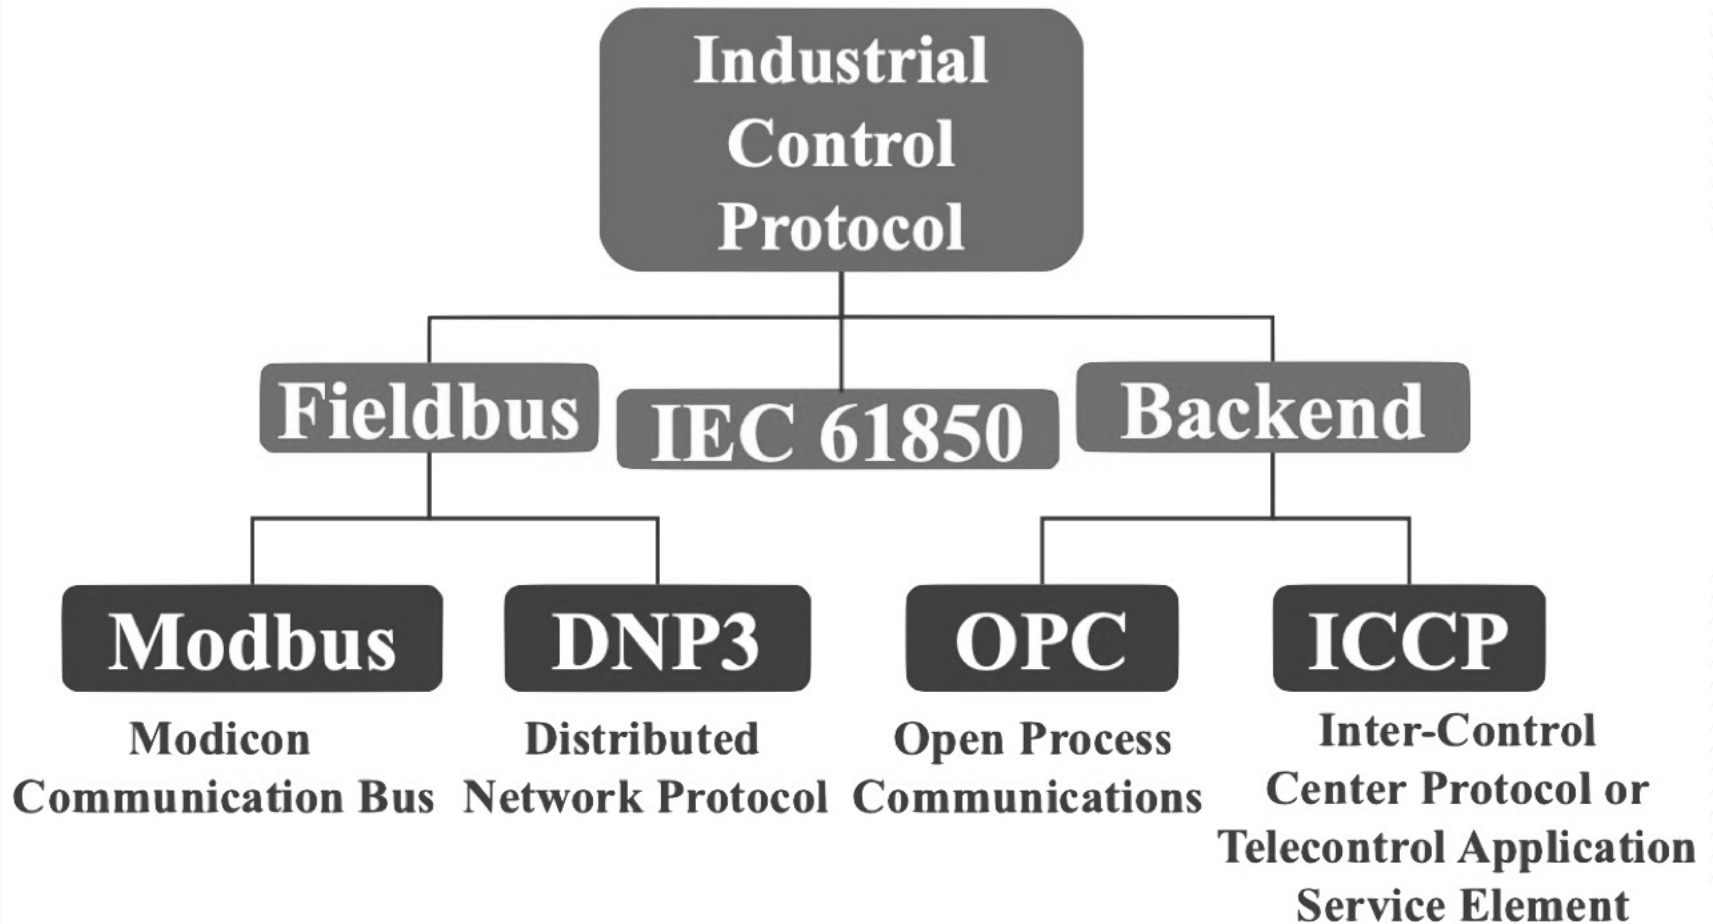 Industrial
Control
Protocol
Fieldbus
IEC 61850
Backend
Modbus
DNP3
OPC
ICCP
Modicon
Communication Bus
Distributed
Network Protocol
Open Process
Communications
Inter-Control
Center Protocol or
Telecontrol Application
Service Element